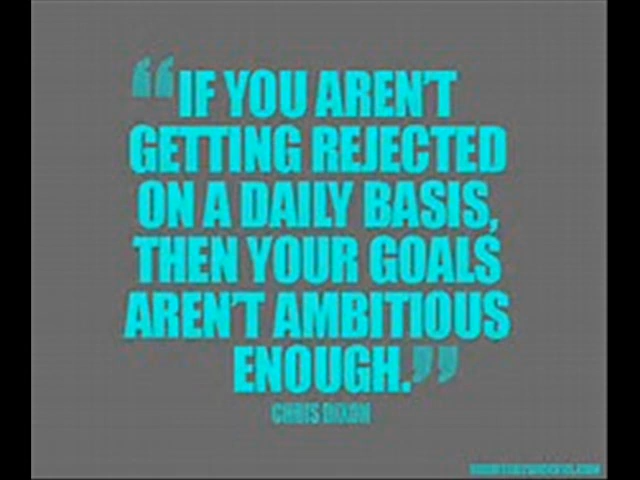 “IF YOU AREN'T
GETTING REJECTED
ON A DAILY BASIS,
THEN YOUR GOALS
AREN'T AMBITIOUS
ENOUGH.”
CHRIS DIXON